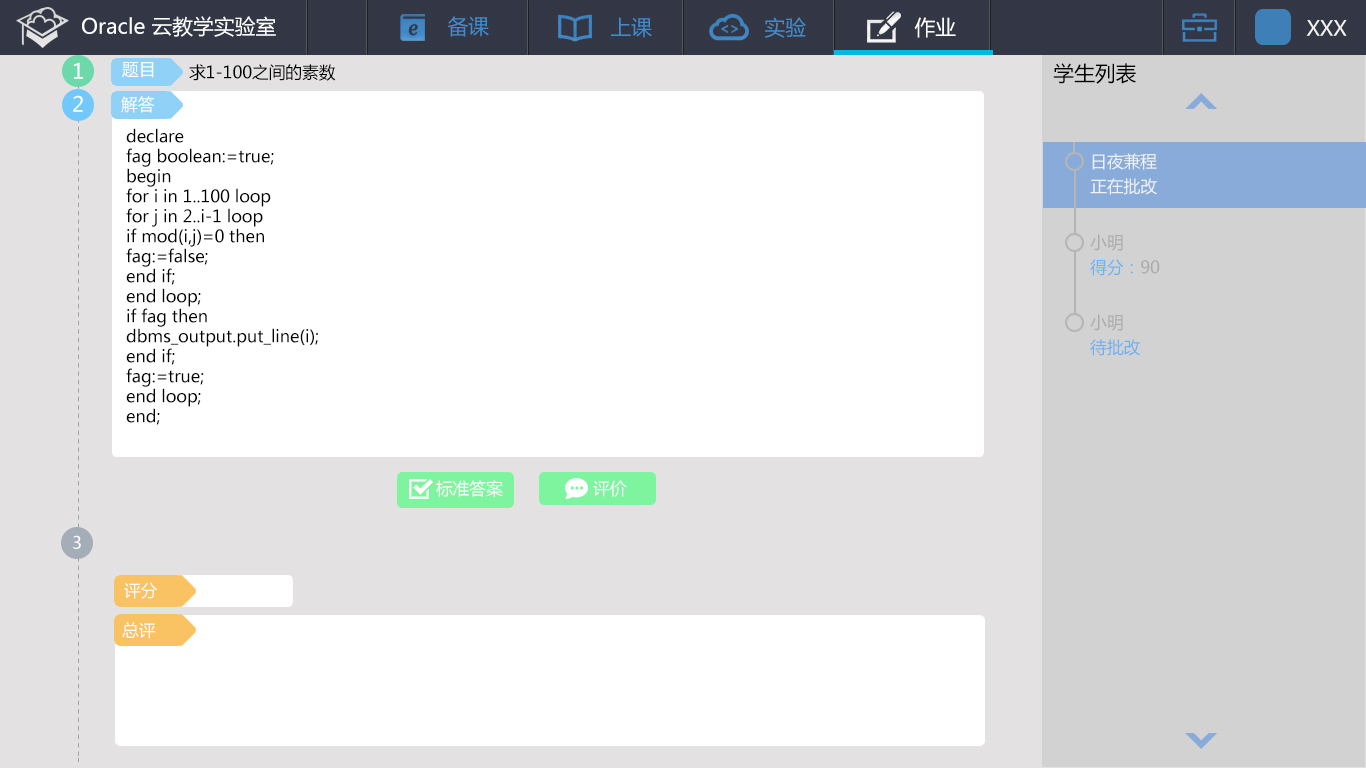 Oracle 云教学实验室
备课
上课
实验
作业
XXX
1
题目
求1-100之间的素数
2
解答
declare
fag boolean:=true;
begin
for i in 1..100 loop
for j in 2..i-1 loop
if mod(i,j)=0 then
fag:=false;
end if;
end loop;
if fag then
dbms_output.put_line(i);
end if;
fag:=true;
end loop;
end;
标准答案
评价
3
评分
总评
学生列表
日夜兼程
正在批改
小明
得分：90
小明
待批改